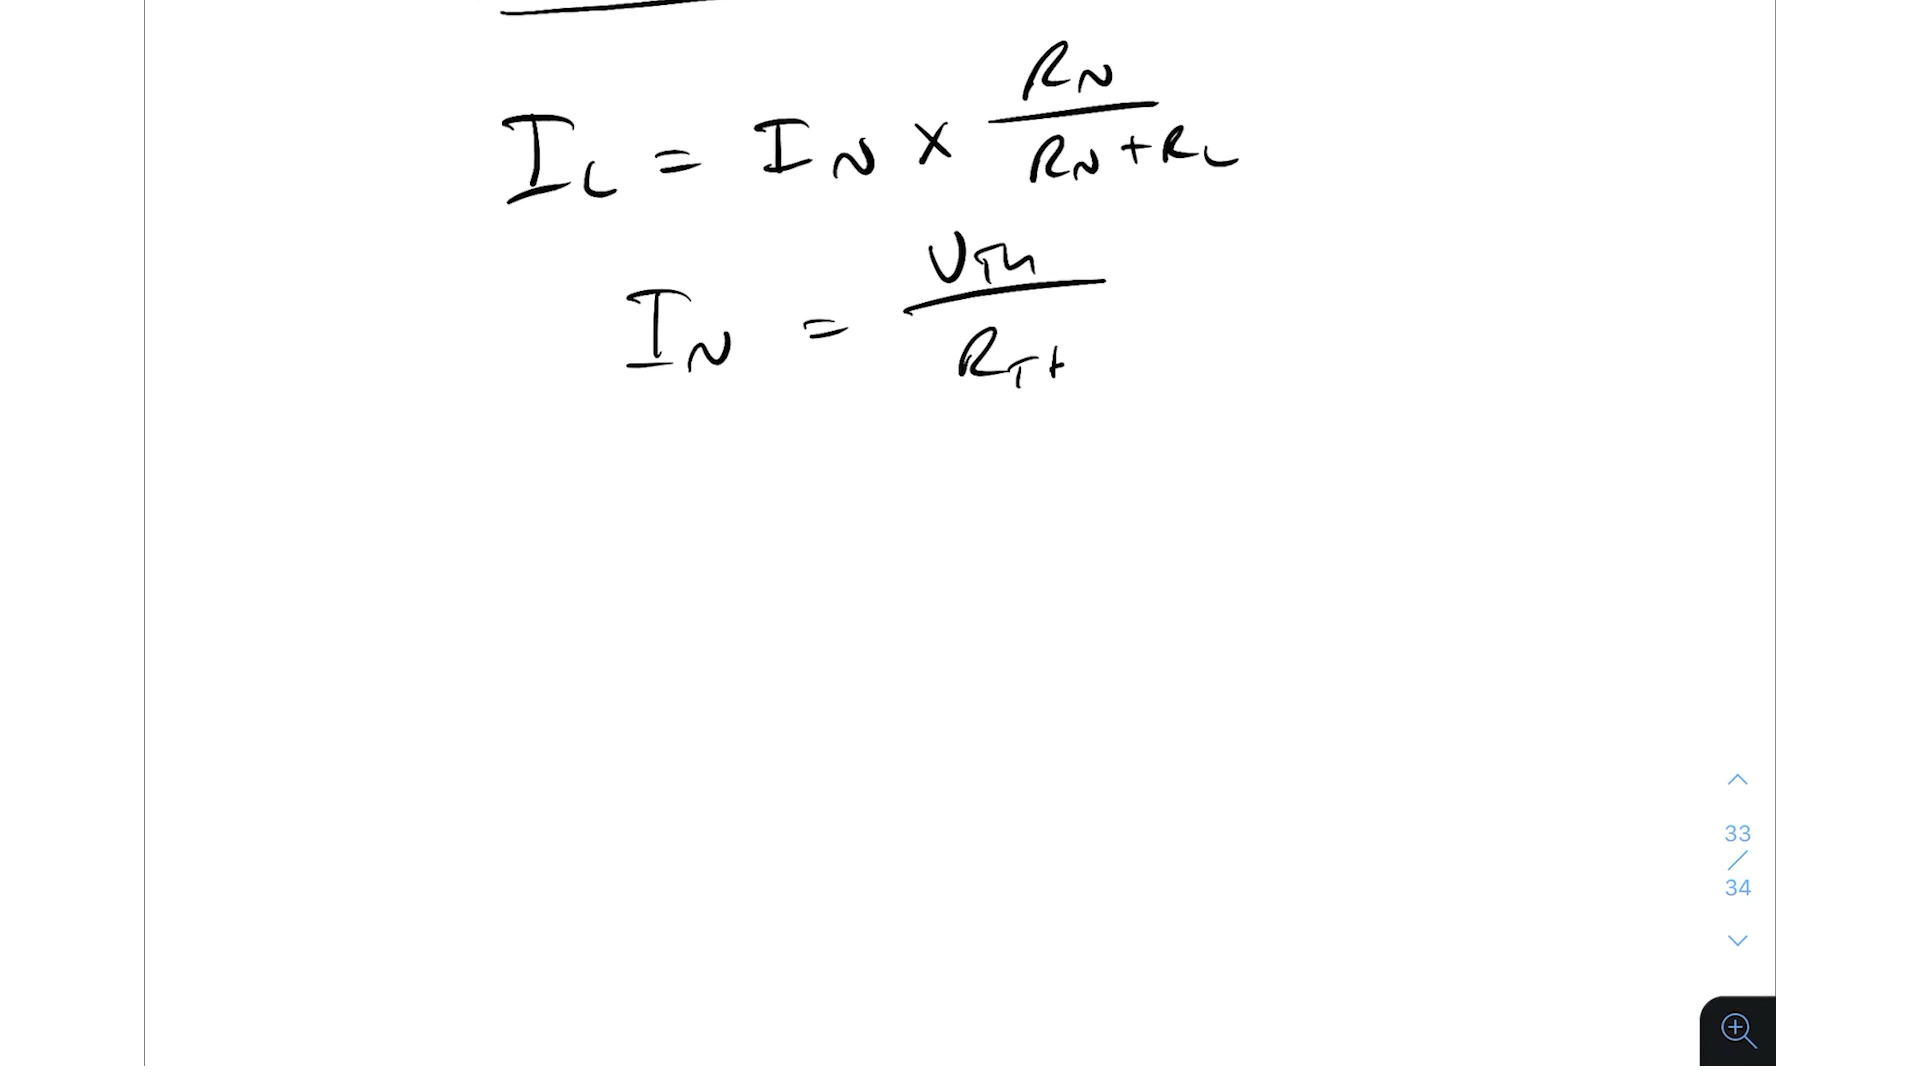 I_L = I_N × R_N / (R_N + R_L)
I_N = V_Th / R_Th
33
/
34